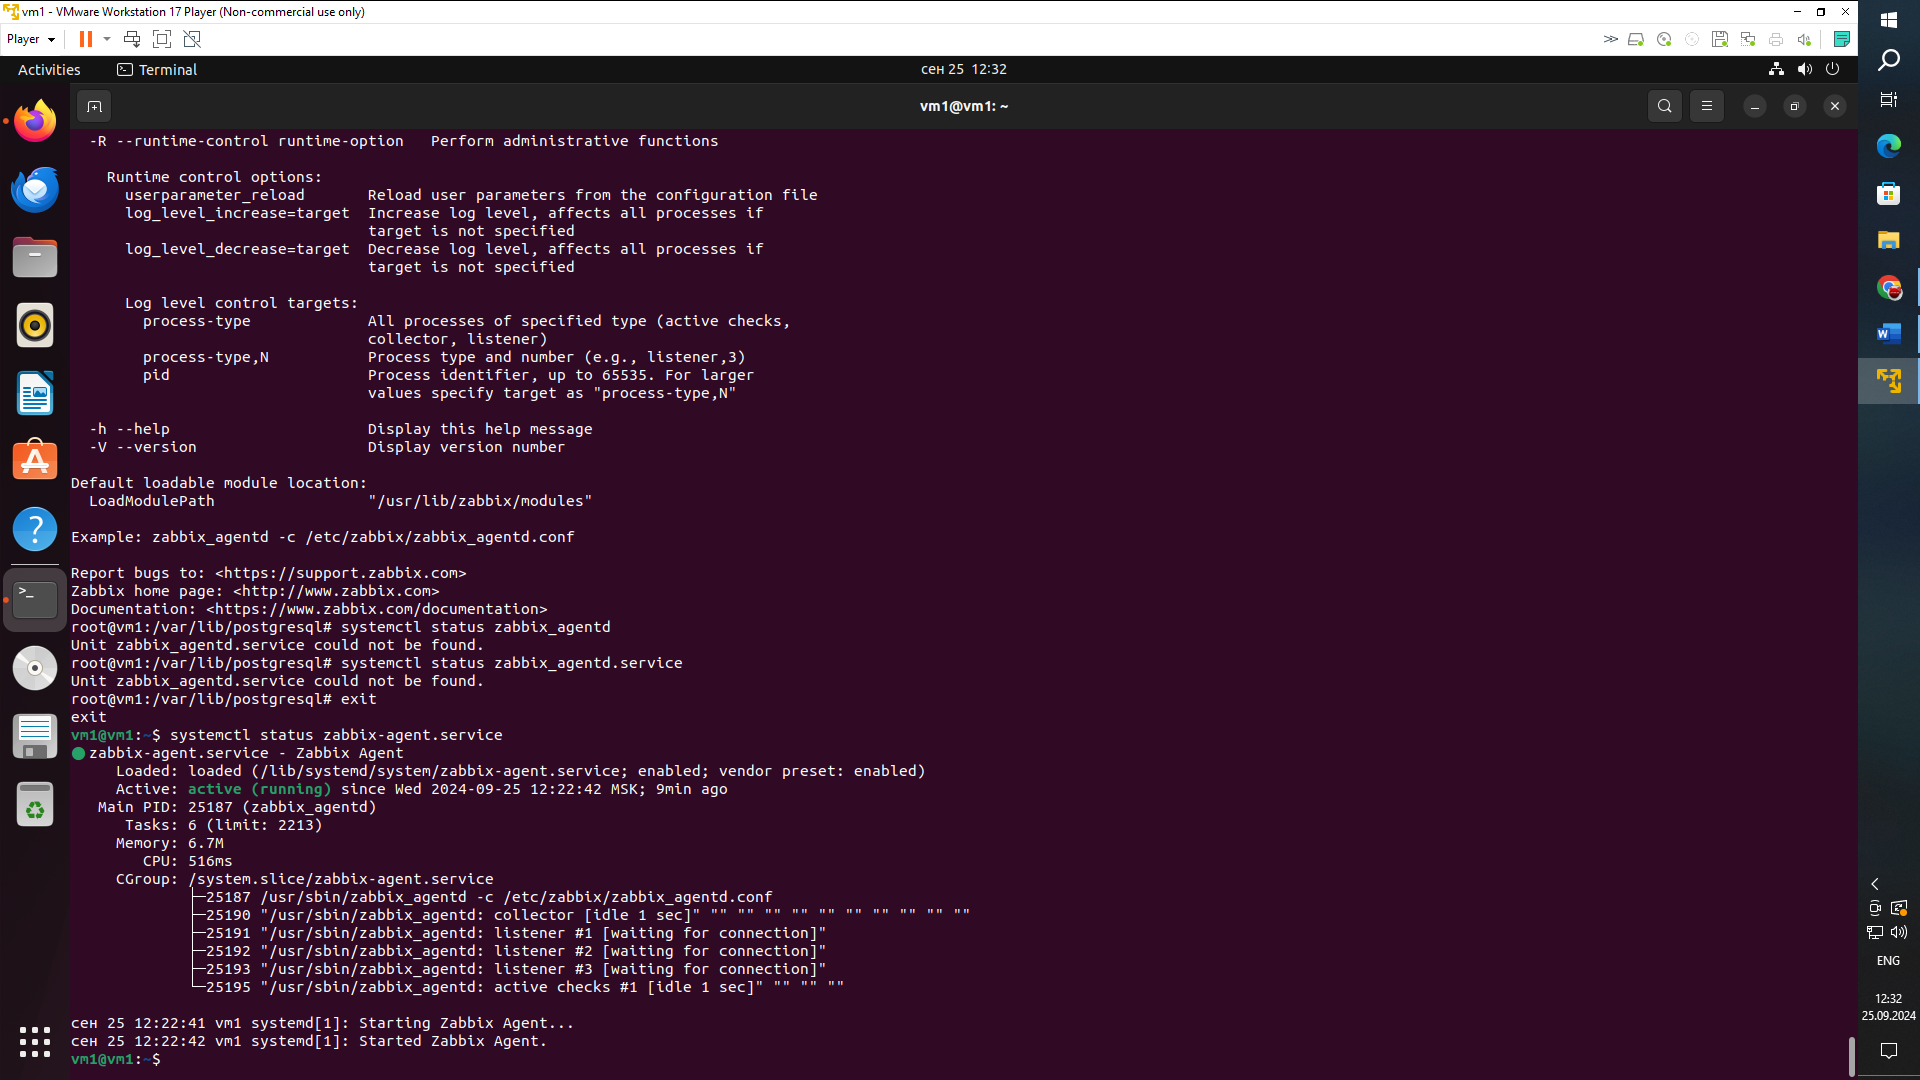 vm1 - VMware Workstation 17 Player (Non-commercial use only)
Player
Activities
Terminal
сен 25 12:32
vm1@vm1: ~
-R --runtime-control runtime-option   Perform administrative functions
Runtime control options:
userparameter_reload       Reload user parameters from the configuration file
log_level_increase=target  Increase log level, affects all processes if
target is not specified
log_level_decrease=target  Decrease log level, affects all processes if
target is not specified
Log level control targets:
process-type             All processes of specified type (active checks,
collector, listener)
process-type,N           Process type and number (e.g., listener,3)
pid                      Process identifier, up to 65535. For larger
values specify target as "process-type,N"
-h --help                      Display this help message
-V --version                   Display version number
Default loadable module location:
LoadModulePath                 "/usr/lib/zabbix/modules"
Example: zabbix_agentd -c /etc/zabbix/zabbix_agentd.conf
Report bugs to: <https://support.zabbix.com>
Zabbix home page: <http://www.zabbix.com>
Documentation: <https://www.zabbix.com/documentation>
root@vm1:/var/lib/postgresql# systemctl status zabbix_agentd
Unit zabbix_agentd.service could not be found.
root@vm1:/var/lib/postgresql# systemctl status zabbix_agentd.service
Unit zabbix_agentd.service could not be found.
root@vm1:/var/lib/postgresql# exit
exit
vm1@vm1:~$ systemctl status zabbix-agent.service
● zabbix-agent.service - Zabbix Agent
Loaded: loaded (/lib/systemd/system/zabbix-agent.service; enabled; vendor preset: enabled)
Active: active (running) since Wed 2024-09-25 12:22:42 MSK; 9min ago
Main PID: 25187 (zabbix_agentd)
Tasks: 6 (limit: 2213)
Memory: 6.7M
CPU: 516ms
CGroup: /system.slice/zabbix-agent.service
├─25187 /usr/sbin/zabbix_agentd -c /etc/zabbix/zabbix_agentd.conf
├─25190 "/usr/sbin/zabbix_agentd: collector [idle 1 sec]" "" "" "" "" "" "" "" "" "" ""
├─25191 "/usr/sbin/zabbix_agentd: listener #1 [waiting for connection]"
├─25192 "/usr/sbin/zabbix_agentd: listener #2 [waiting for connection]"
├─25193 "/usr/sbin/zabbix_agentd: listener #3 [waiting for connection]"
└─25195 "/usr/sbin/zabbix_agentd: active checks #1 [idle 1 sec]" "" "" ""
сен 25 12:22:41 vm1 systemd[1]: Starting Zabbix Agent...
сен 25 12:22:42 vm1 systemd[1]: Started Zabbix Agent.
vm1@vm1:~$
ENG
12:32
25.09.2024